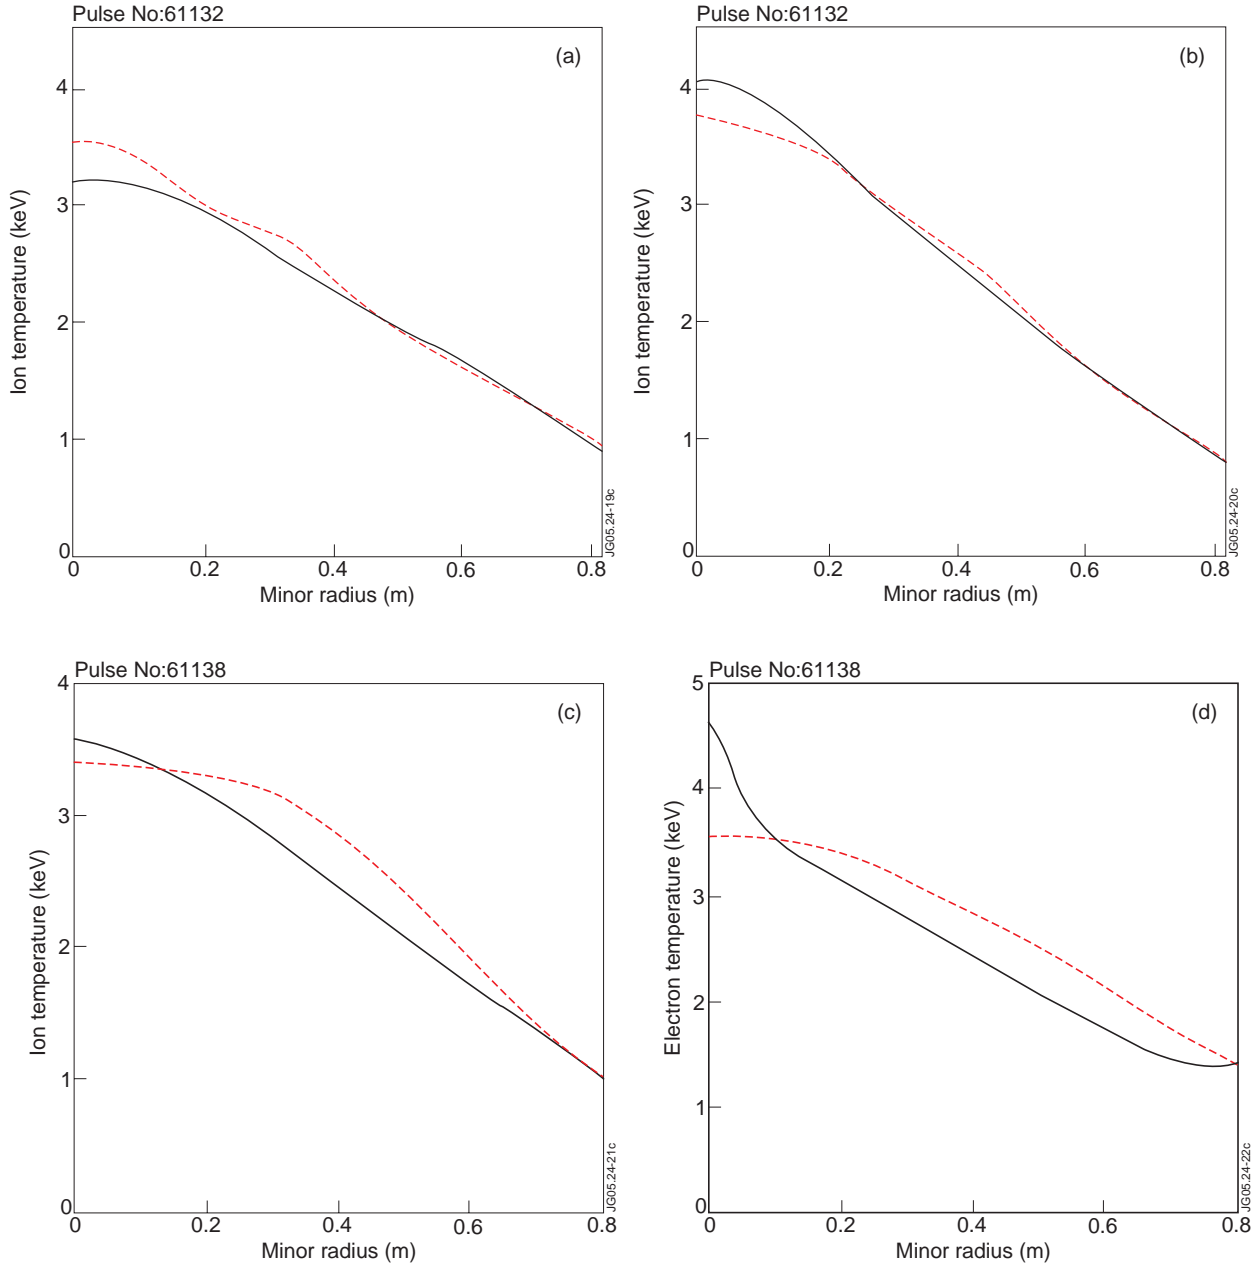 Pulse No:61132
(a)
4
3
2
1
0
0
0.2
0.4
0.6
0.8
Ion temperature (keV)
Minor radius (m)
JG05.24-19c
Pulse No:61132
(b)
4
3
2
1
0
0
0.2
0.4
0.6
0.8
Ion temperature (keV)
Minor radius (m)
JG05.24-20c
Pulse No:61138
(c)
4
3
2
1
0
0
0.2
0.4
0.6
0.8
Ion temperature (keV)
Minor radius (m)
JG05.24-21c
Pulse No:61138
(d)
5
4
3
2
1
0
0
0.2
0.4
0.6
0.8
Electron temperature (keV)
Minor radius (m)
JG05.24-22c